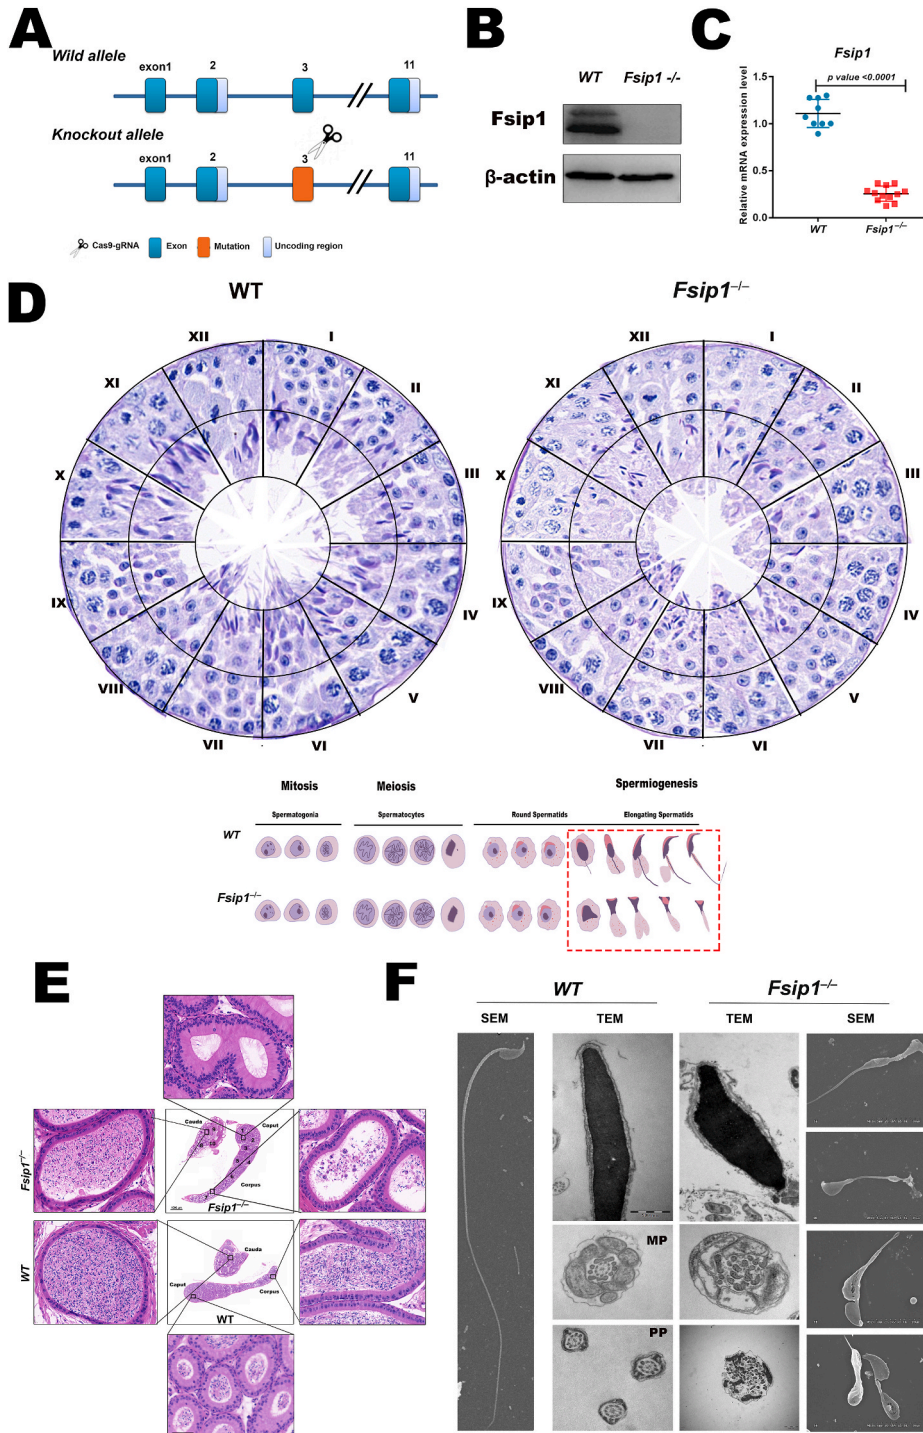 A
Wild allele
exon1 2 3 11
Knockout allele
exon1 2 3 11
Cas9-gRNA Exon Mutation Uncoding region
B
WT Fsip1 -/-
Fsip1
β-actin
C
Fsip1
p value <0.0001
Relative mRNA expression level
1.5
1.0
0.5
0.0
WT Fsip1−/−
D
WT
I
II
III
IV
V
VI
VII
VIII
IX
X
XI
XII
Fsip1−/−
I
II
III
IV
V
VI
VII
VIII
IX
X
XI
XII
Mitosis Meiosis Spermiogenesis
Spermatogonia Spermatocytes Round Spermatids Elongating Spermatids
WT
Fsip1−/−
E
Fsip1−/−
Cauda
Caput
Corpus
Fsip1−/−
WT
Cauda
Caput
Corpus
WT
F
WT Fsip1−/−
SEM TEM TEM SEM
MP
PP